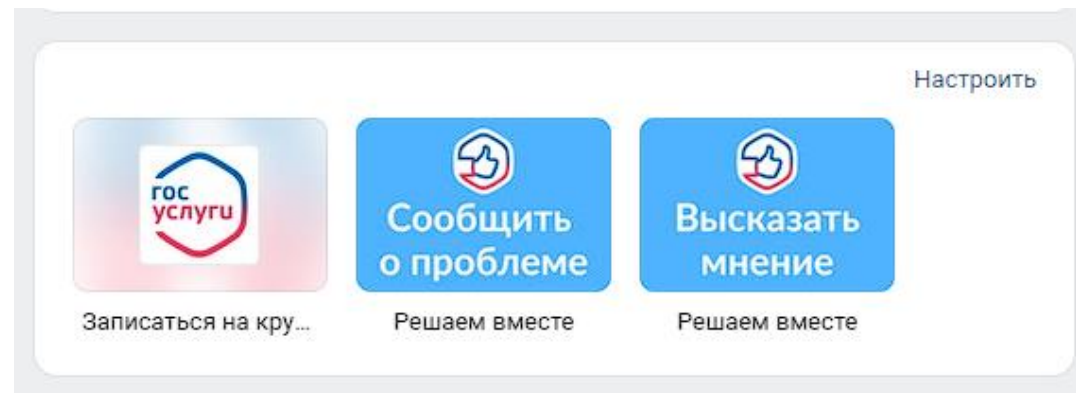 Настроить
гос
услуги
Сообщить
о проблеме
Высказать
мнение
Записаться на кру...
Решаем вместе
Решаем вместе